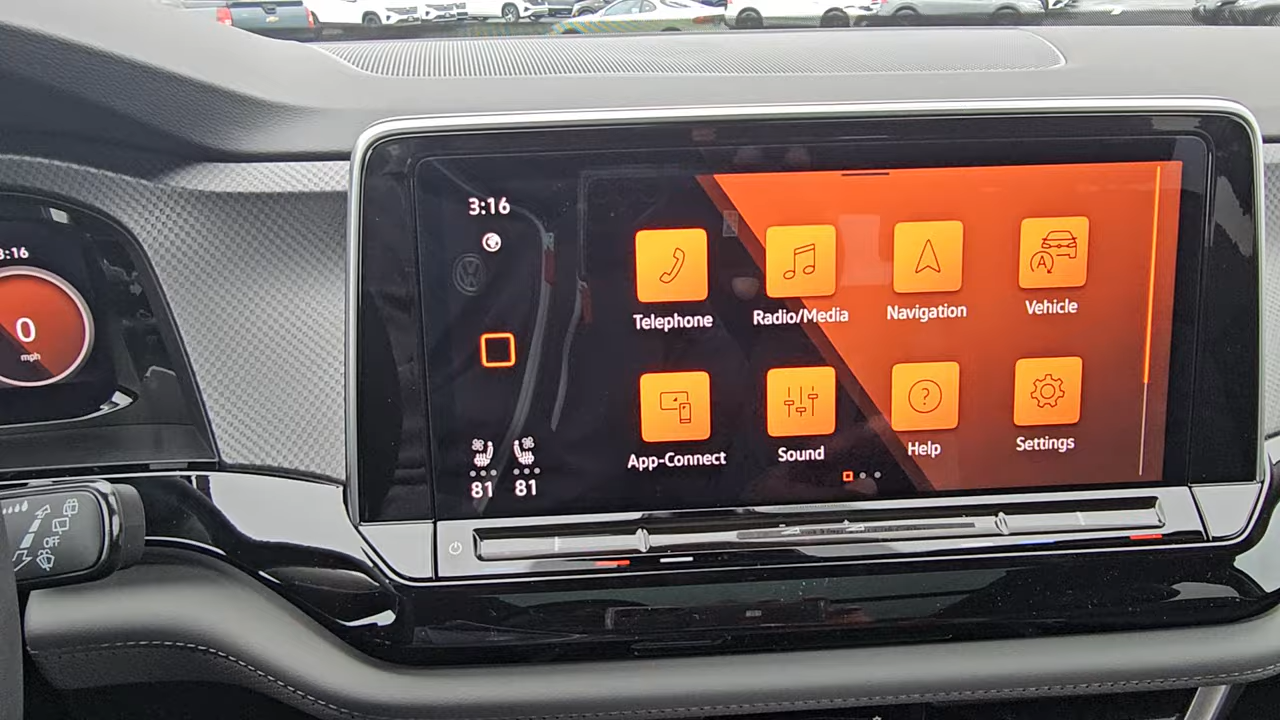 3:16
3:16
0
mph
Telephone
Radio/Media
Navigation
Vehicle
A
App-Connect
Sound
?
Help
Settings
81 81
OFF